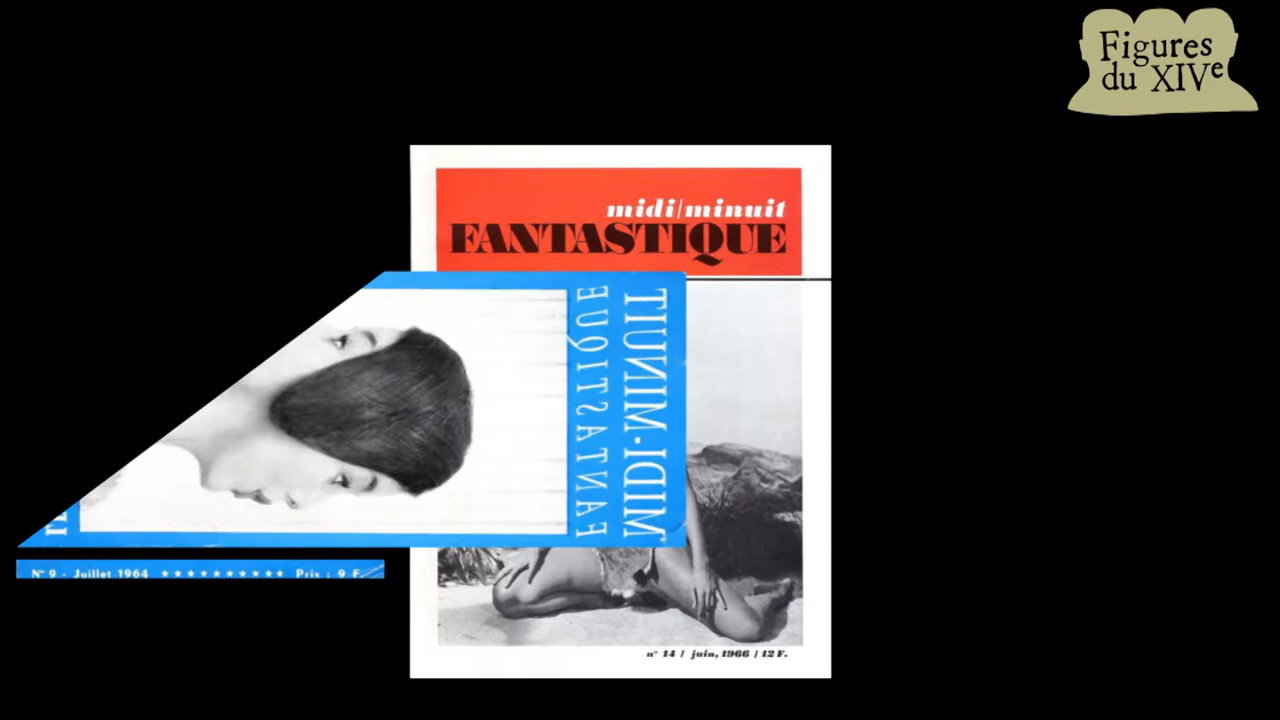 Figures
du XIVe
midi/minuit
FANTASTIQUE
MIDI-MINUIT
FANTASTIQUE
N° 9 - Juillet 1964 ★★★★★★★★★★ Prix : 9 F.
n° 14 / juin, 1966 / 12 F.